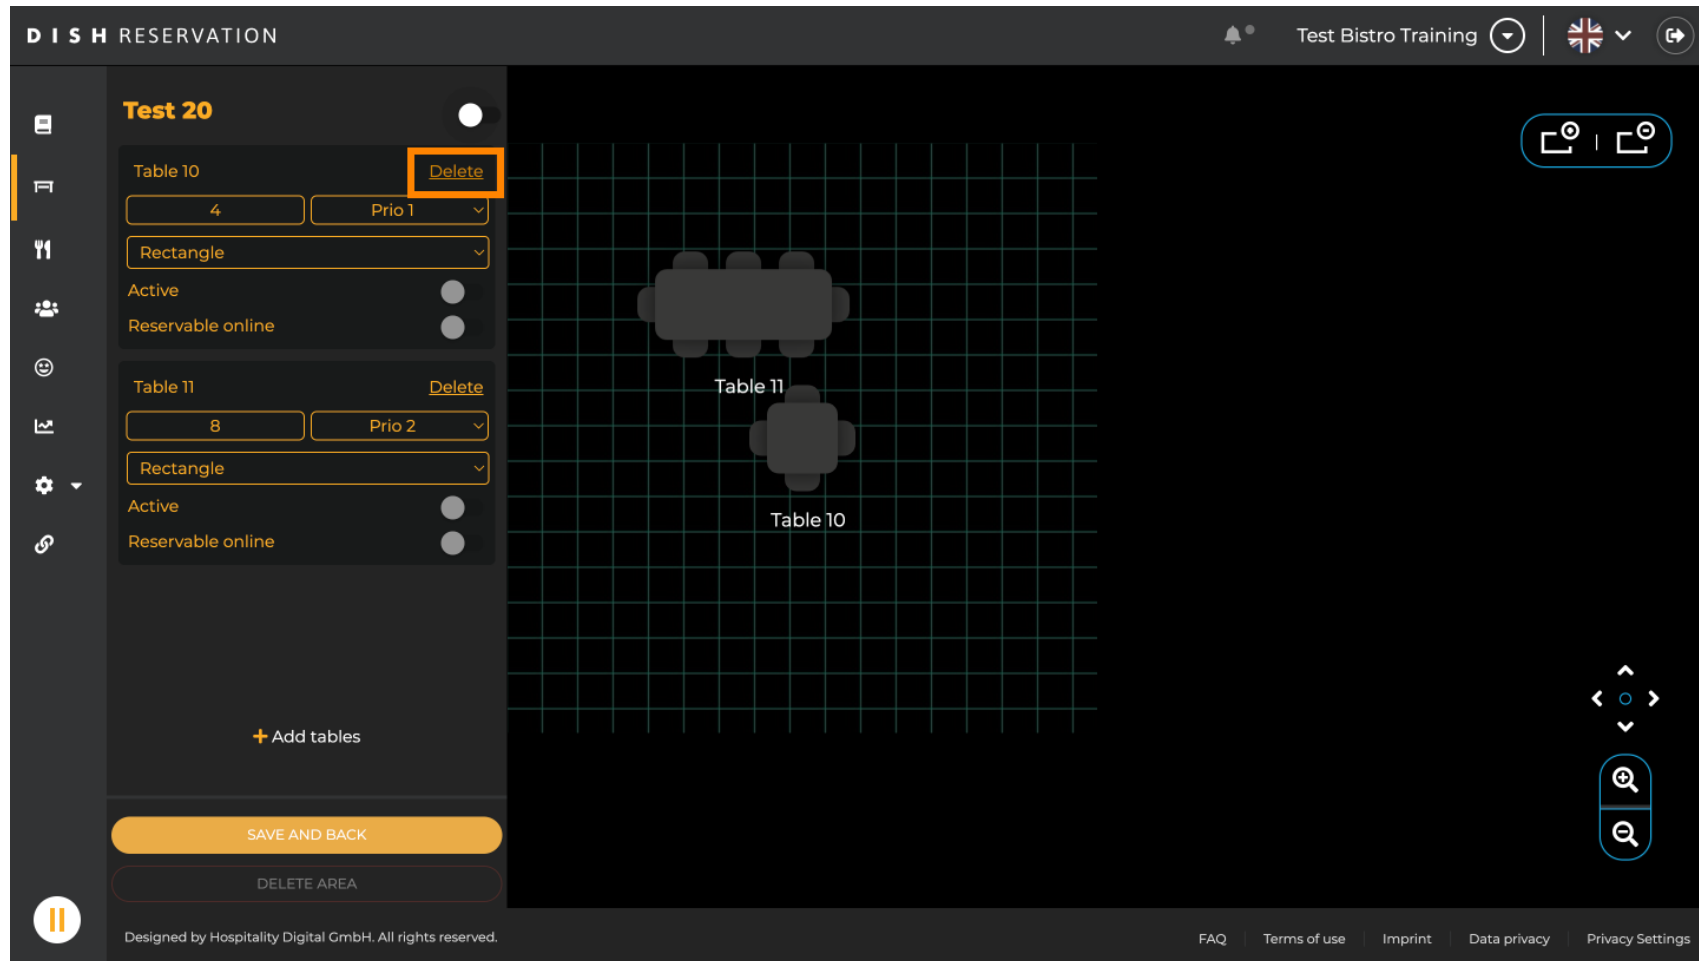 DISH RESERVATION
Test Bistro Training
Test 20
Table 10 Delete
4 Prio 1
Rectangle
Active
Reservable online
Table 11 Delete
8 Prio 2
Rectangle
Active
Reservable online
Table 11
Table 10
+ Add tables
SAVE AND BACK
DELETE AREA
Designed by Hospitality Digital GmbH. All rights reserved.
FAQ Terms of use Imprint Data privacy Privacy Settings